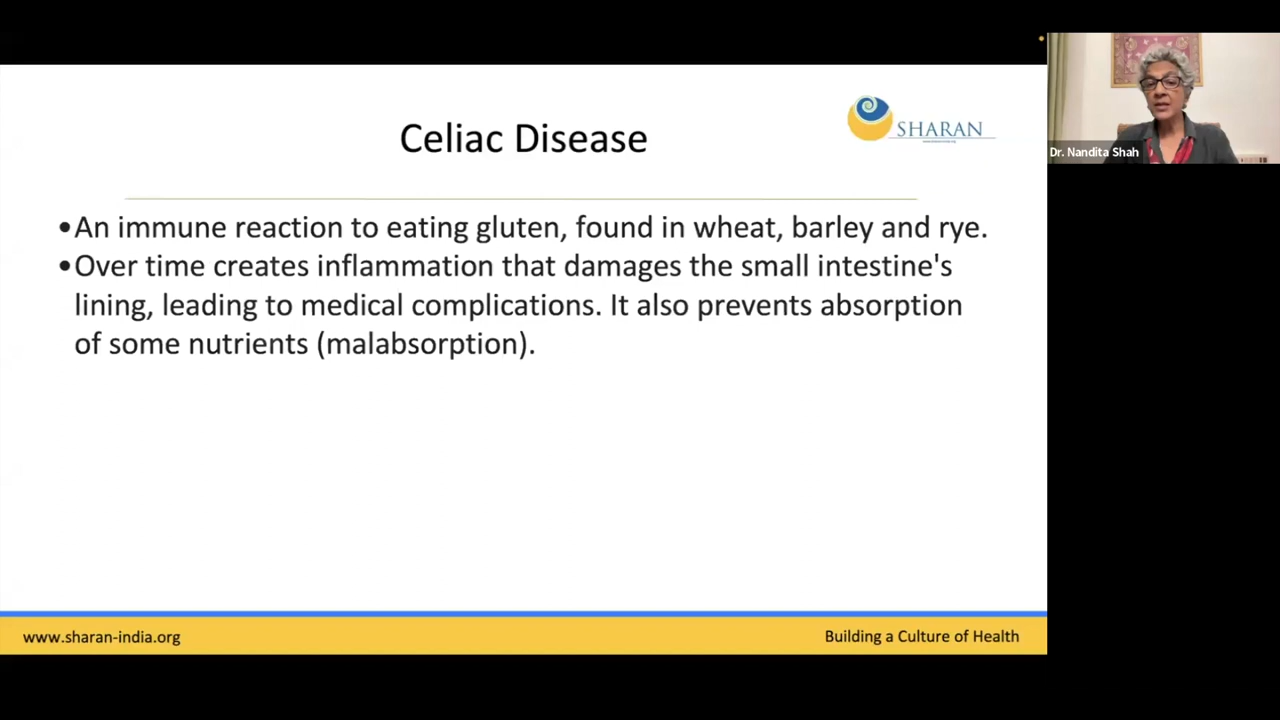 Celiac Disease
SHARAN
Dr. Nandita Shah
•An immune reaction to eating gluten, found in wheat, barley and rye.
•Over time creates inflammation that damages the small intestine's
lining, leading to medical complications. It also prevents absorption
of some nutrients (malabsorption).
www.sharan-india.org
Building a Culture of Health